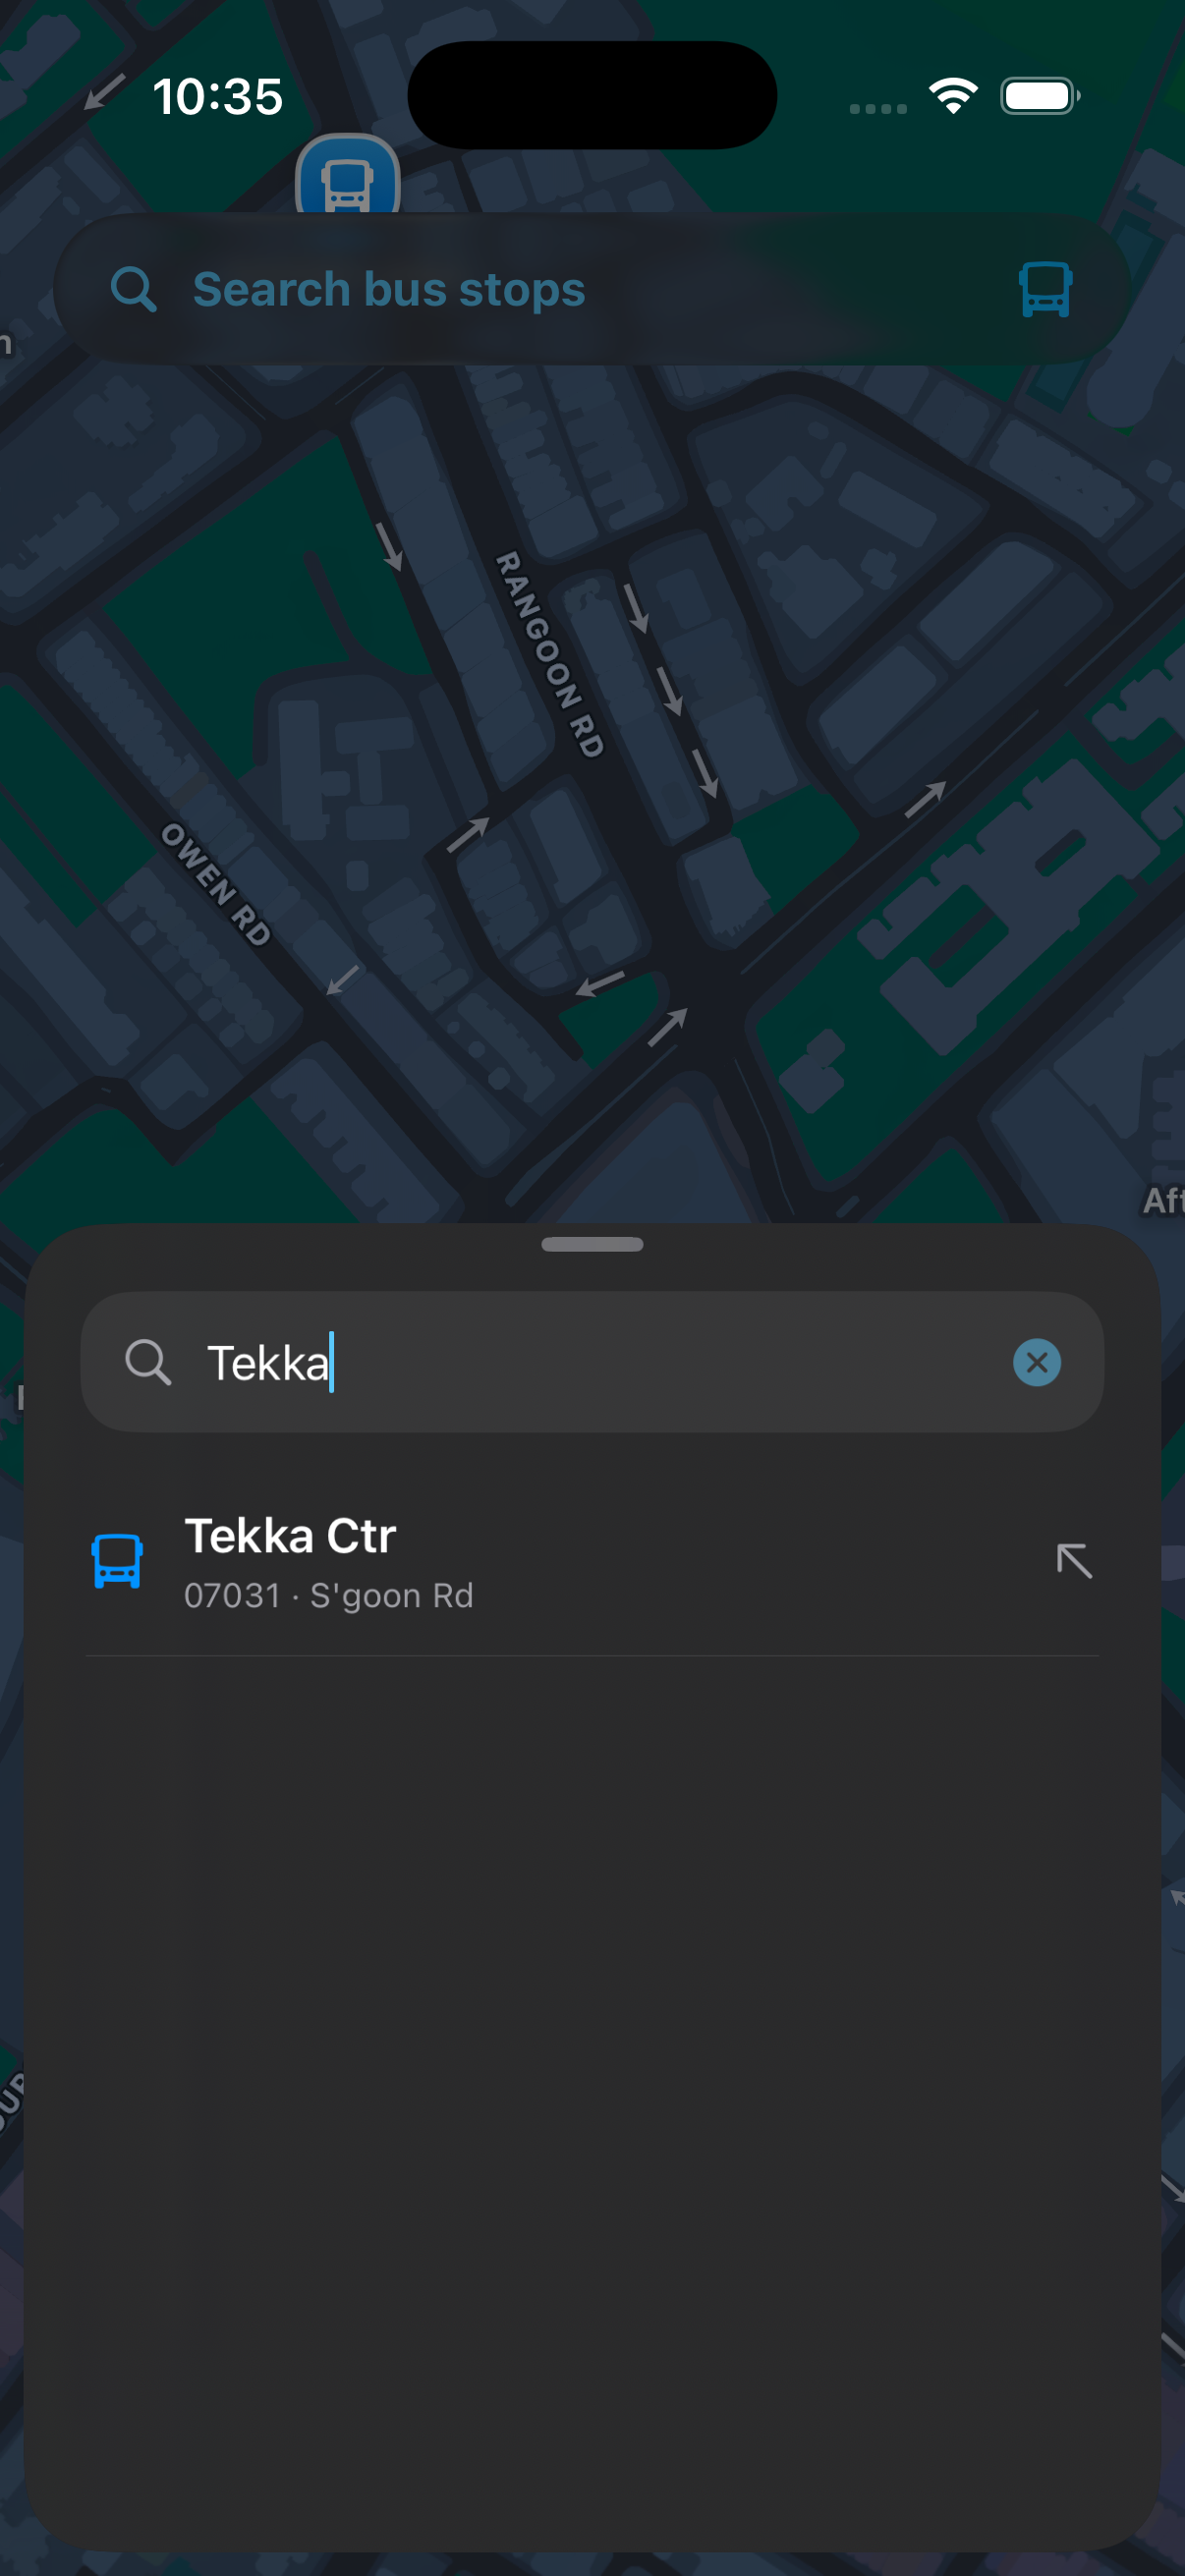 10:35
Search bus stops
RANGOON RD
OWEN RD
Tekka
Tekka Ctr
07031 · S'goon Rd